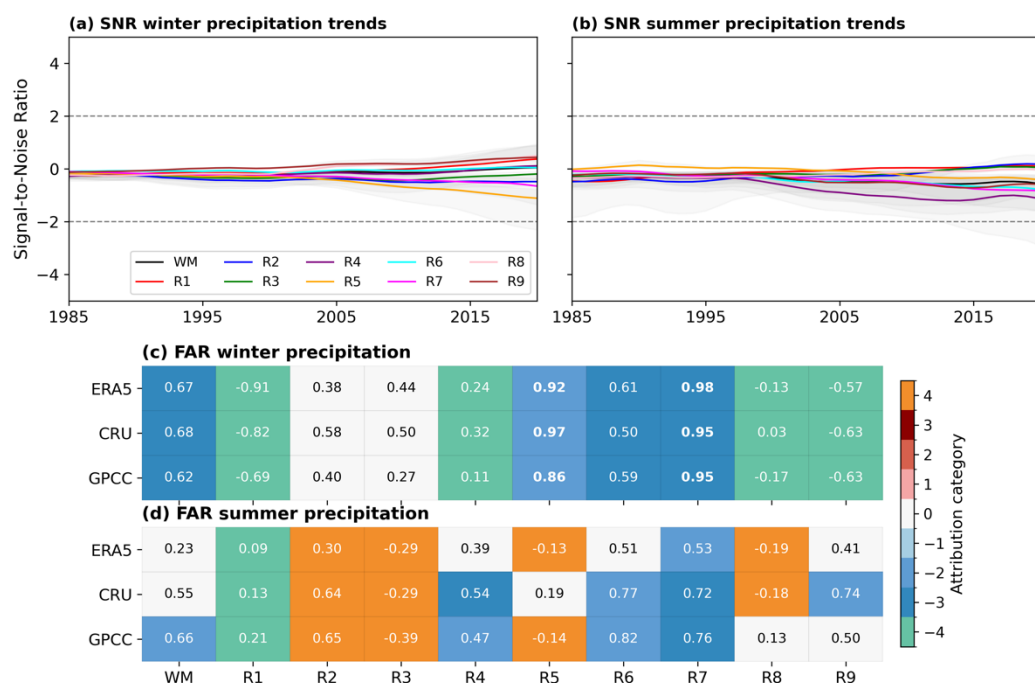 (a) SNR winter precipitation trends
(b) SNR summer precipitation trends
Signal-to-Noise Ratio
4
2
0
−2
−4
WM R2 R4 R6 R8
R1 R3 R5 R7 R9
1985 1995 2005 2015
1985 1995 2005 2015
(c) FAR winter precipitation
ERA5 0.67 -0.91 0.38 0.44 0.24 0.92 0.61 0.98 -0.13 -0.57
CRU 0.68 -0.82 0.58 0.50 0.32 0.97 0.50 0.95 0.03 -0.63
GPCC 0.62 -0.69 0.40 0.27 0.11 0.86 0.59 0.95 -0.17 -0.63
(d) FAR summer precipitation
ERA5 0.23 0.09 0.30 -0.29 0.39 -0.13 0.51 0.53 -0.19 0.41
CRU 0.55 0.13 0.64 -0.29 0.54 0.19 0.77 0.72 -0.18 0.74
GPCC 0.66 0.21 0.65 -0.39 0.47 -0.14 0.82 0.76 0.13 0.50
WM R1 R2 R3 R4 R5 R6 R7 R8 R9
4
3
2
1
0
−1
−2
−3
−4
Attribution category